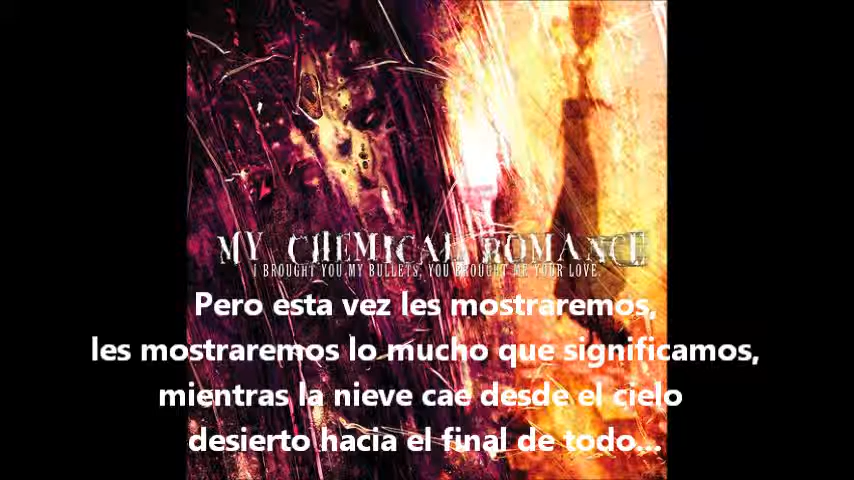 MY CHEMICAL ROMANCE
I BROUGHT YOU MY BULLETS, YOU BROUGHT ME YOUR LOVE
Pero esta vez les mostraremos,
les mostraremos lo mucho que significamos,
mientras la nieve cae desde el cielo
desierto hacia el final de todo...